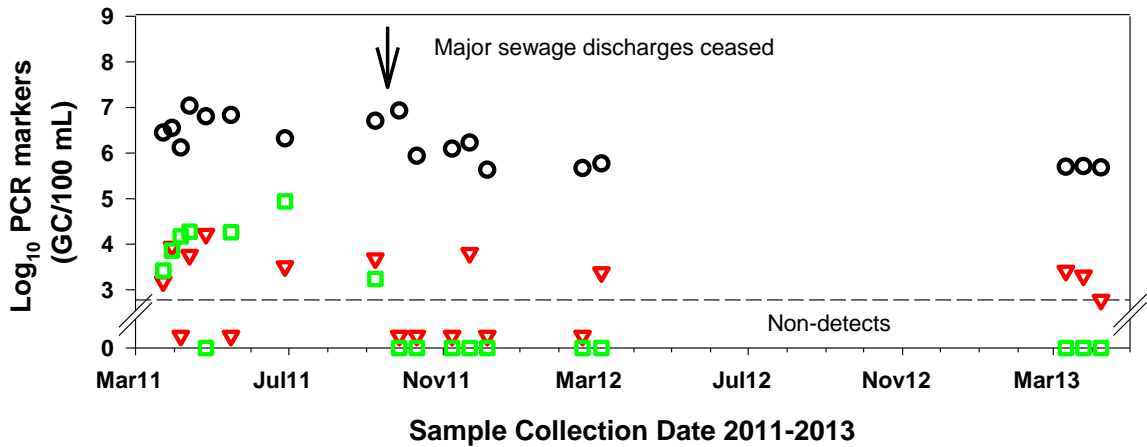 Log10 PCR markers
(GC/100 mL)
9
8
7
6
5
4
3
0
Major sewage discharges ceased
Non-detects
Mar11 Jul11 Nov11 Mar12 Jul12 Nov12 Mar13
Sample Collection Date 2011-2013